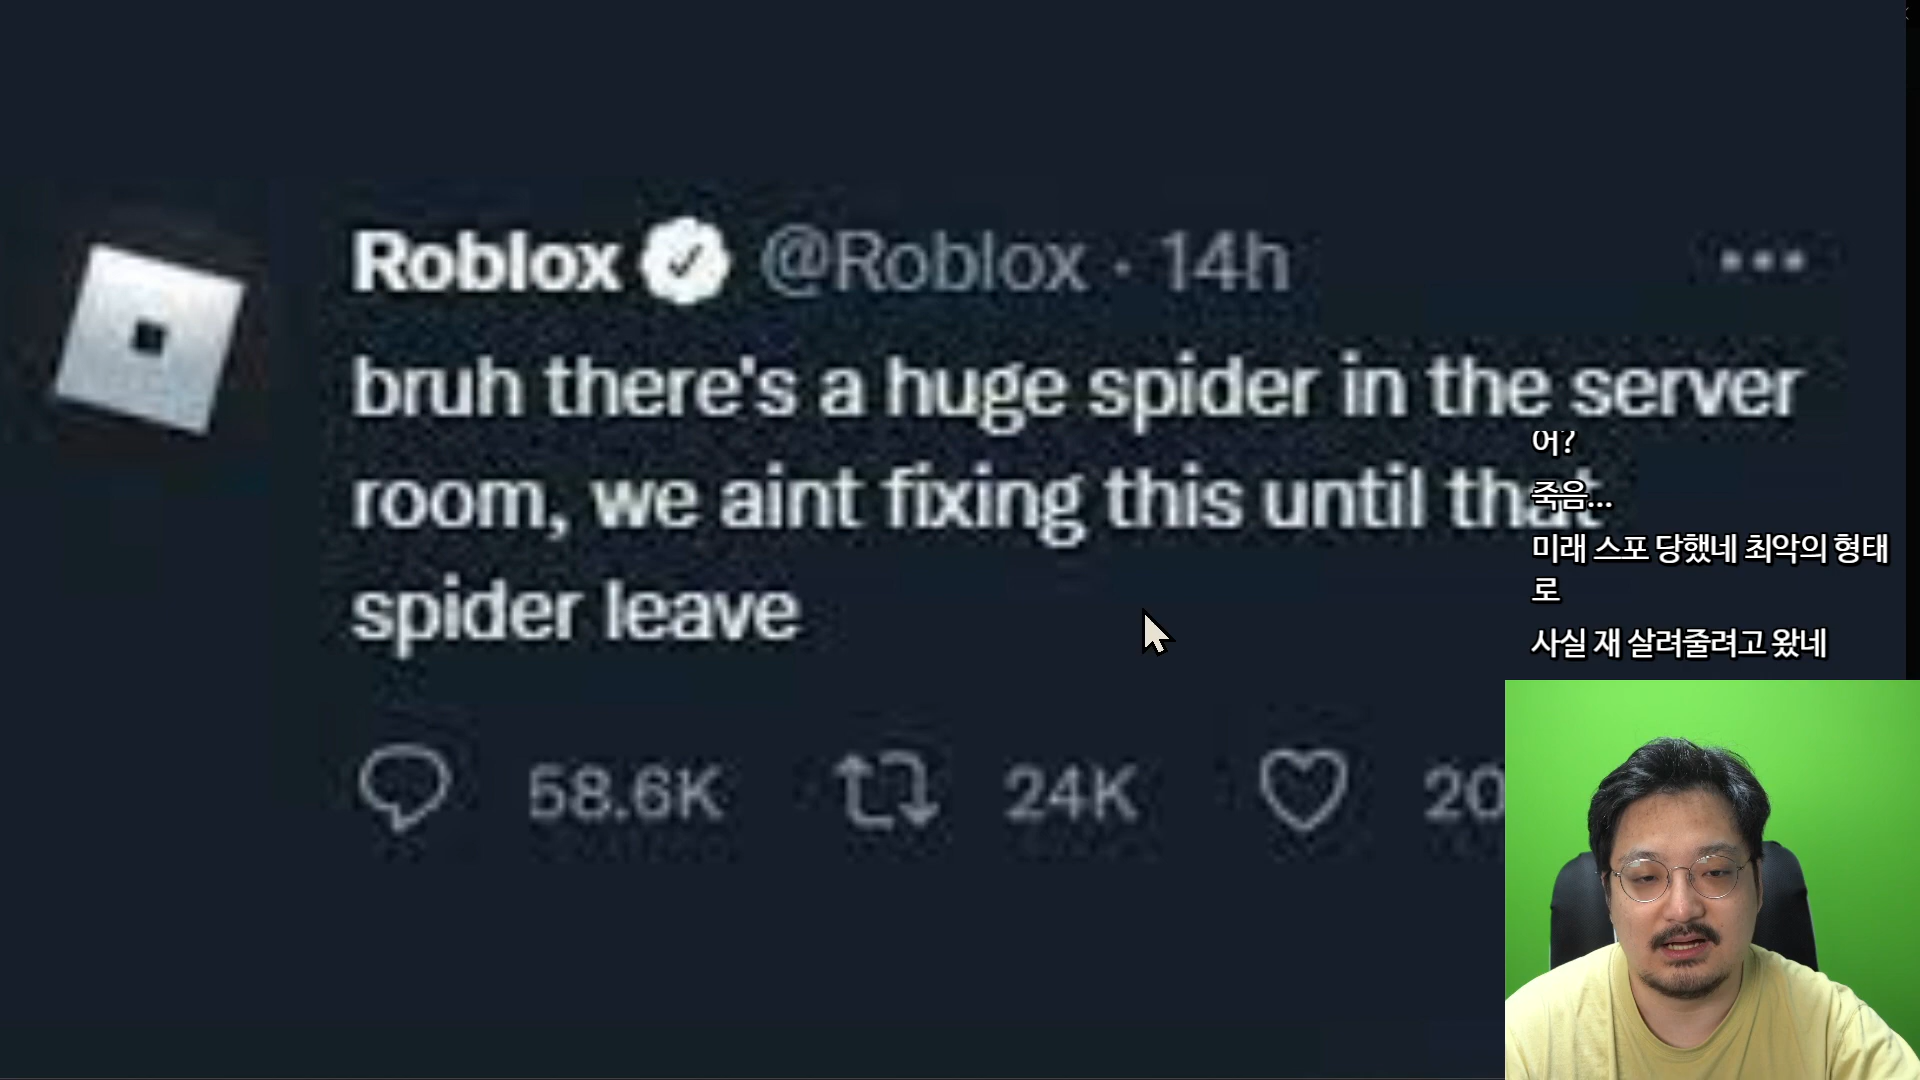 Roblox @Roblox · 14h
bruh there's a huge spider in the server
room, we aint fixing this until that
spider leave
58.6K 24K 20
어?
죽음...
미래 스포 당했네 최악의 형태
로
사실 재 살려줄려고 왔네